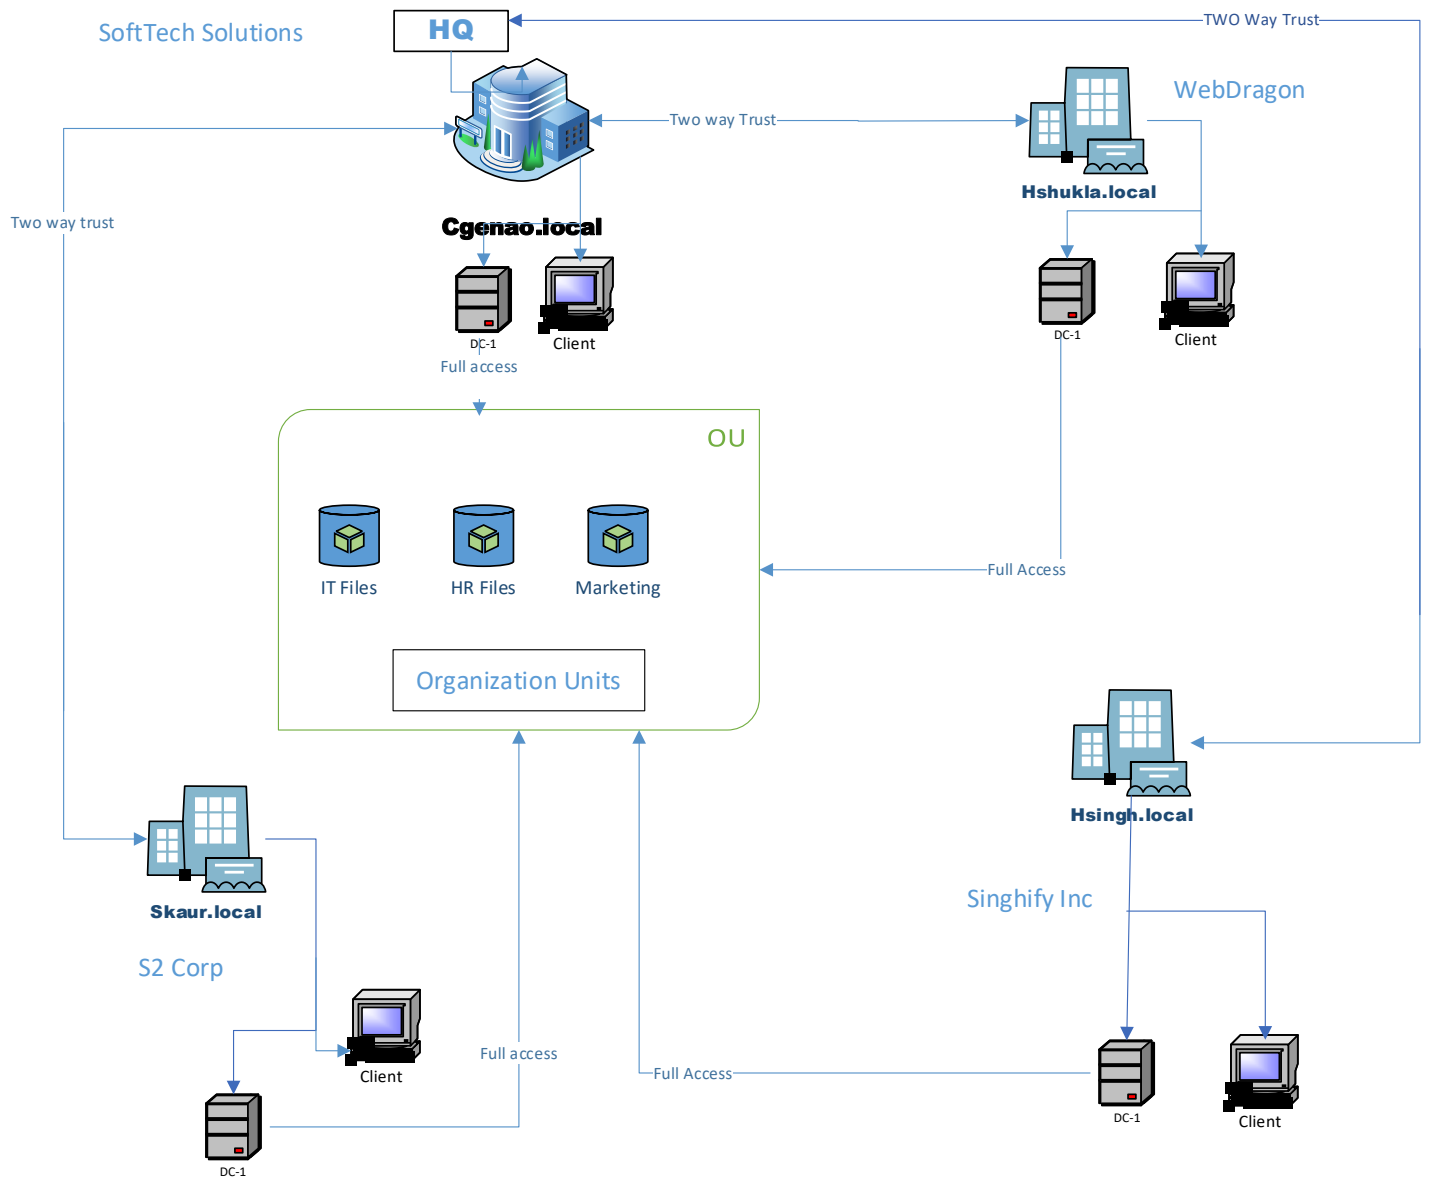 SoftTech Solutions
HQ
TWO Way Trust
WebDragon
Two way Trust
Hshukla.local
Two way trust
Cgenao.local
DC-1
Client
DC-1
Client
Full access
OU
IT Files
HR Files
Marketing
Full Access
Organization Units
Hsingh.local
Skaur.local
Singhify Inc
S2 Corp
Client
Full access
Full Access
DC-1
Client
DC-1